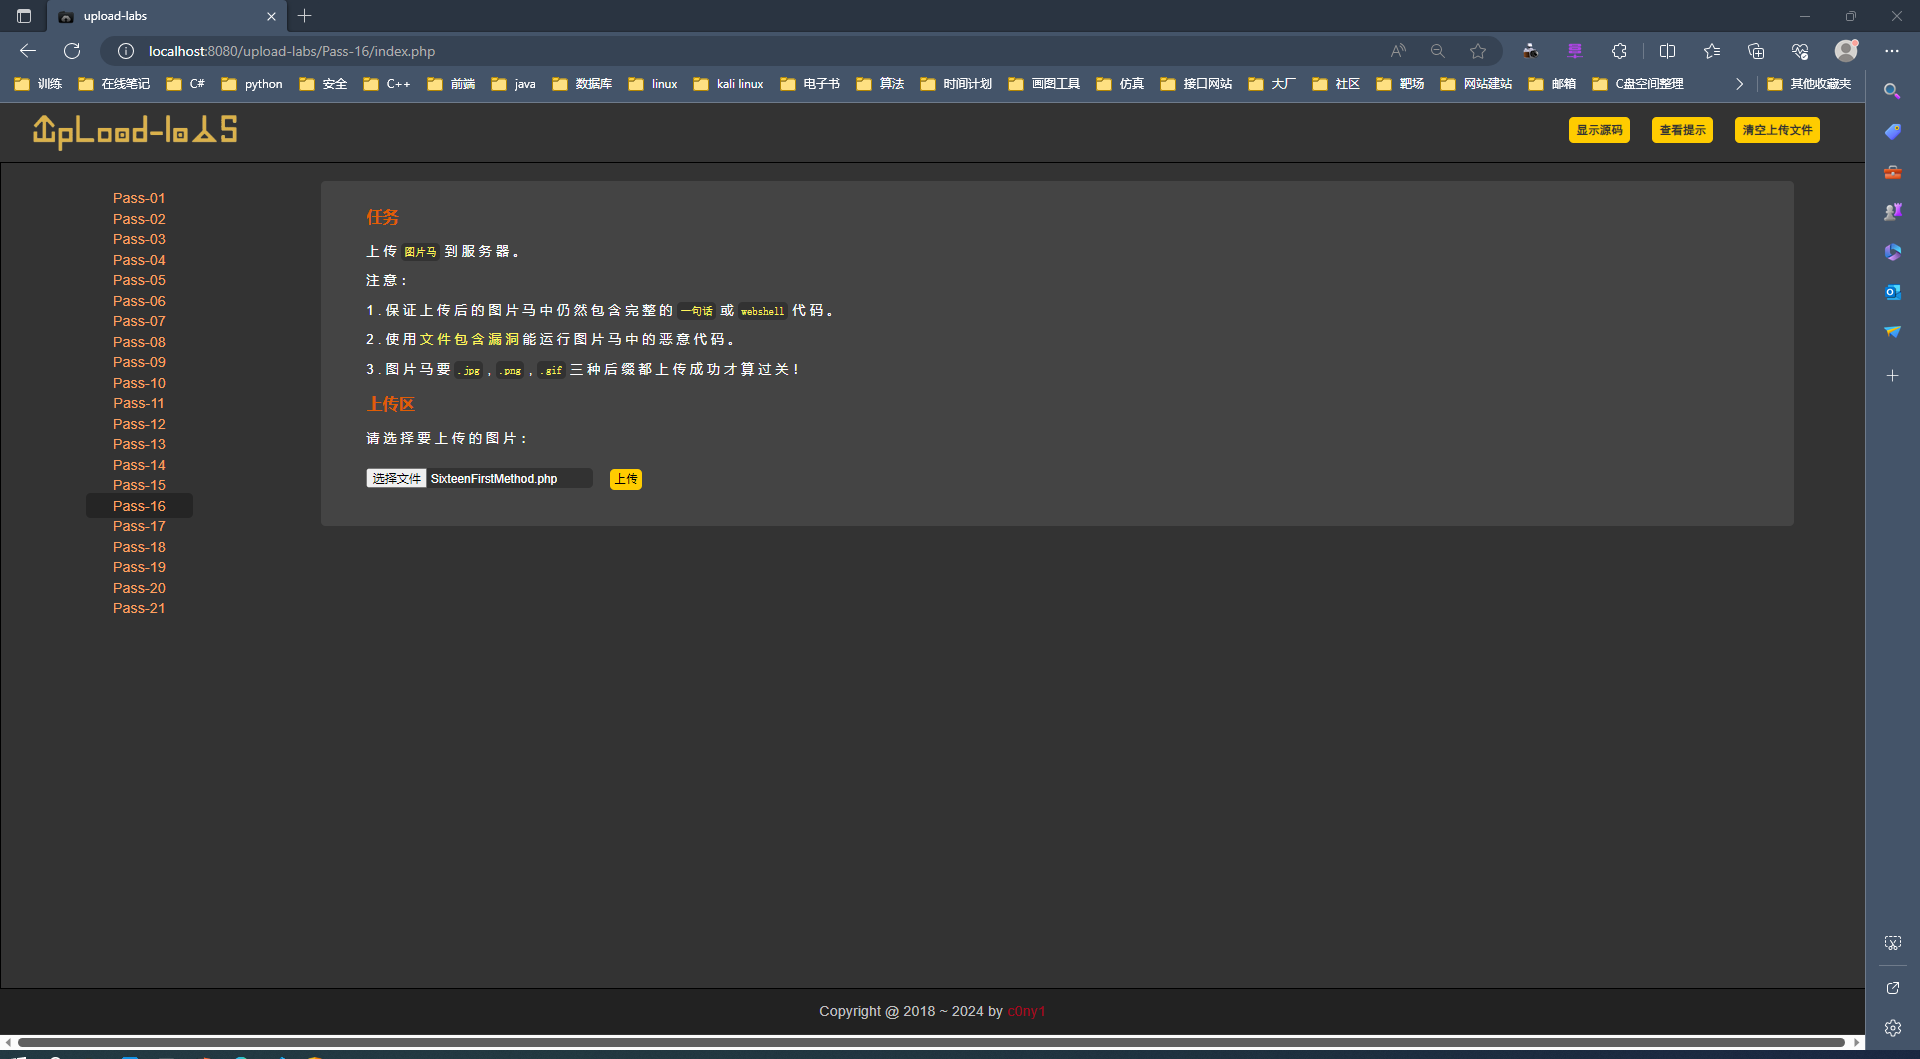 upload-labs
localhost:8080/upload-labs/Pass-16/index.php
训练 在线笔记 C# python 安全 C++ 前端 java 数据库 linux kali linux 电子书 算法 时间计划 画图工具 仿真 接口网站 大厂 社区 靶场 网站建站 邮箱 C盘空间整理 其他收藏夹
UpLoad-labs
显示源码 查看提示 清空上传文件
Pass-01
Pass-02
Pass-03
Pass-04
Pass-05
Pass-06
Pass-07
Pass-08
Pass-09
Pass-10
Pass-11
Pass-12
Pass-13
Pass-14
Pass-15
Pass-16
Pass-17
Pass-18
Pass-19
Pass-20
Pass-21
任务
上传图片马到服务器。
注意：
1.保证上传后的图片马中仍然包含完整的一句话或webshell代码。
2.使用文件包含漏洞能运行图片马中的恶意代码。
3.图片马要.jpg,.png,.gif三种后缀都上传成功才算过关！
上传区
请选择要上传的图片：
选择文件 SixteenFirstMethod.php 上传
Copyright @ 2018 ~ 2024 by c0ny1